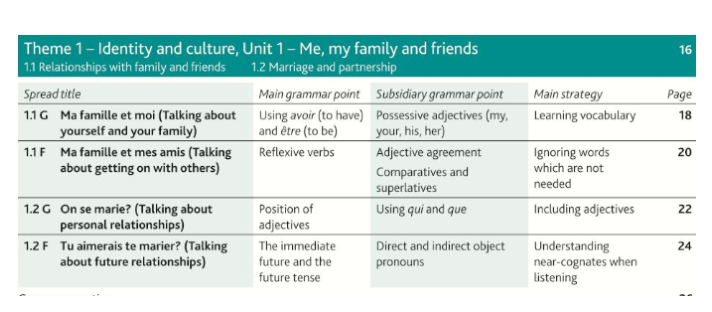 Theme 1 – Identity and culture, Unit 1 – Me, my family and friends 16
1.1 Relationships with family and friends 1.2 Marriage and partnership
Spread title Main grammar point Subsidiary grammar point Main strategy Page
1.1 G Ma famille et moi (Talking about Using avoir (to have) Possessive adjectives (my, Learning vocabulary 18
yourself and your family) and être (to be) your, his, her)
1.1 F Ma famille et mes amis (Talking Reflexive verbs Adjective agreement Ignoring words 20
about getting on with others) Comparatives and which are not
superlatives needed
1.2 G On se marie? (Talking about Position of Using qui and que Including adjectives 22
personal relationships) adjectives
1.2 F Tu aimerais te marier? (Talking The immediate Direct and indirect object Understanding 24
about future relationships) future and the pronouns near-cognates when
future tense listening